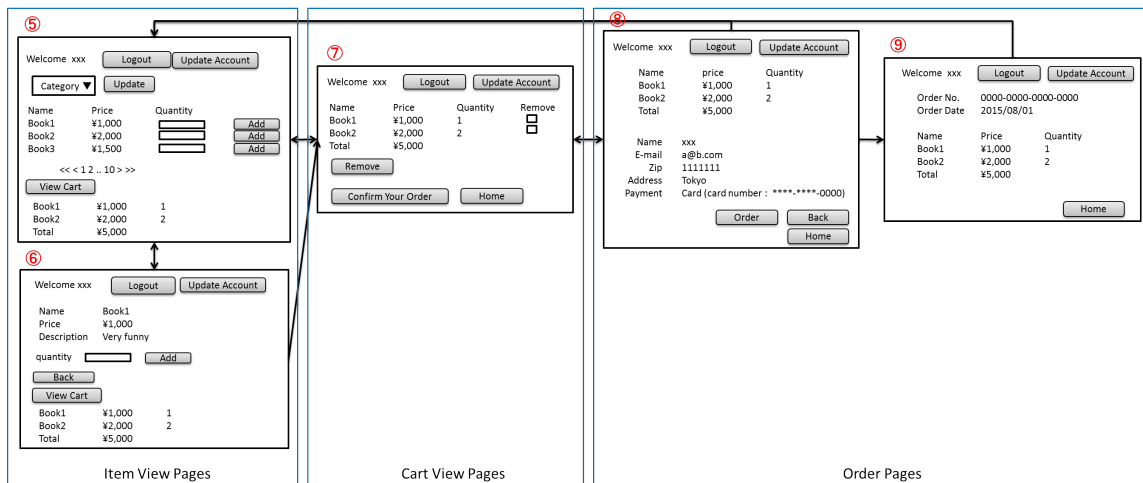 ⑤
Welcome xxx Logout Update Account
Category ▼ Update
Name Price Quantity
Book1 ¥1,000 Add
Book2 ¥2,000 Add
Book3 ¥1,500 Add
<< < 1 2 .. 10 > >>
View Cart
Book1 ¥1,000 1
Book2 ¥2,000 2
Total ¥5,000
⑥
Welcome xxx Logout Update Account
Name Book1
Price ¥1,000
Description Very funny
quantity Add
Back
View Cart
Book1 ¥1,000 1
Book2 ¥2,000 2
Total ¥5,000
Item View Pages
⑦
Welcome xxx Logout Update Account
Name Price Quantity Remove
Book1 ¥1,000 1
Book2 ¥2,000 2
Total ¥5,000
Remove
Confirm Your Order Home
Cart View Pages
⑧
Welcome xxx Logout Update Account
Name price Quantity
Book1 ¥1,000 1
Book2 ¥2,000 2
Total ¥5,000
Name xxx
E-mail a@b.com
Zip 1111111
Address Tokyo
Payment Card (card number : ****-****-0000)
Order Back
Home
⑨
Welcome xxx Logout Update Account
Order No. 0000-0000-0000-0000
Order Date 2015/08/01
Name Price Quantity
Book1 ¥1,000 1
Book2 ¥2,000 2
Total ¥5,000
Home
Order Pages